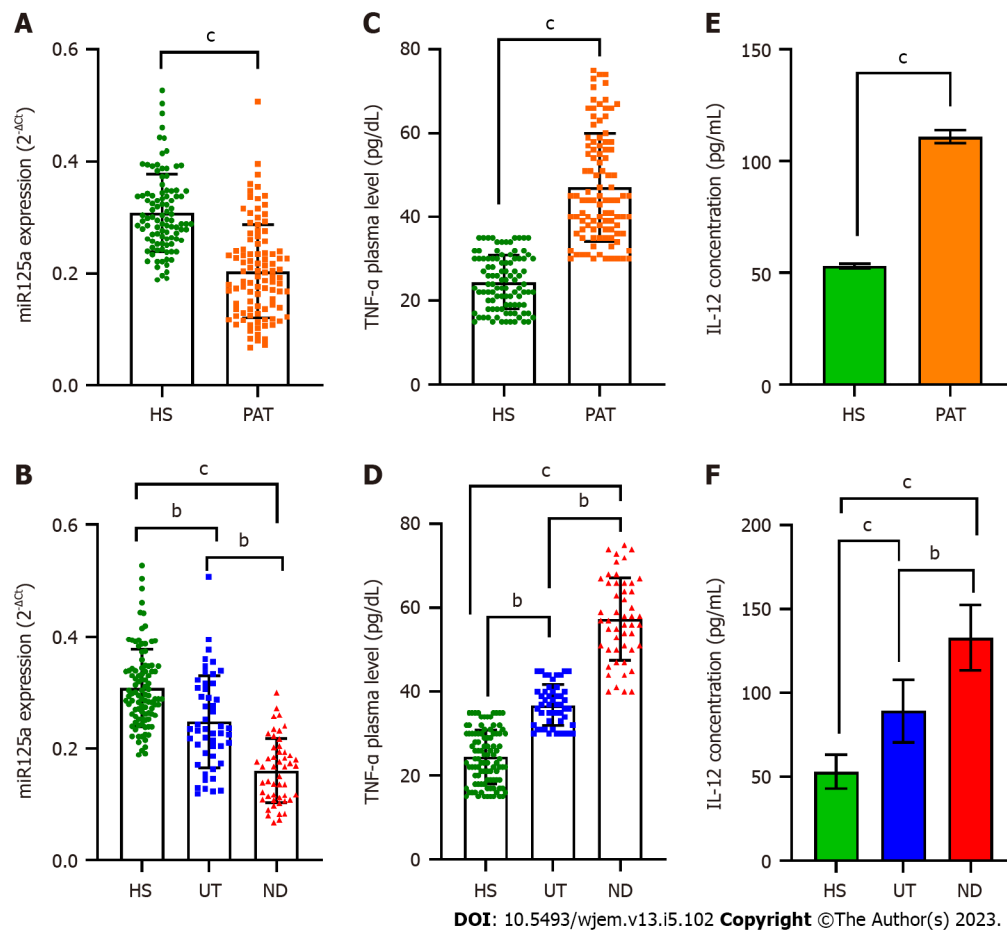 A
c
miR125a expression (2^-ΔCt)
0.6
0.4
0.2
0.0
HS PAT
C
c
TNF-α plasma level (pg/dL)
80
60
40
20
0
HS PAT
E
c
IL-12 concentration (pg/mL)
150
100
50
0
HS PAT
B
c
b
b
miR125a expression (2^-ΔCt)
0.6
0.4
0.2
0.0
HS UT ND
D
c
b
b
TNF-α plasma level (pg/dL)
80
60
40
20
0
HS UT ND
F
c
c
b
IL-12 concentration (pg/mL)
200
150
100
50
0
HS UT ND
DOI: 10.5493/wjem.v13.i5.102 Copyright ©The Author(s) 2023.